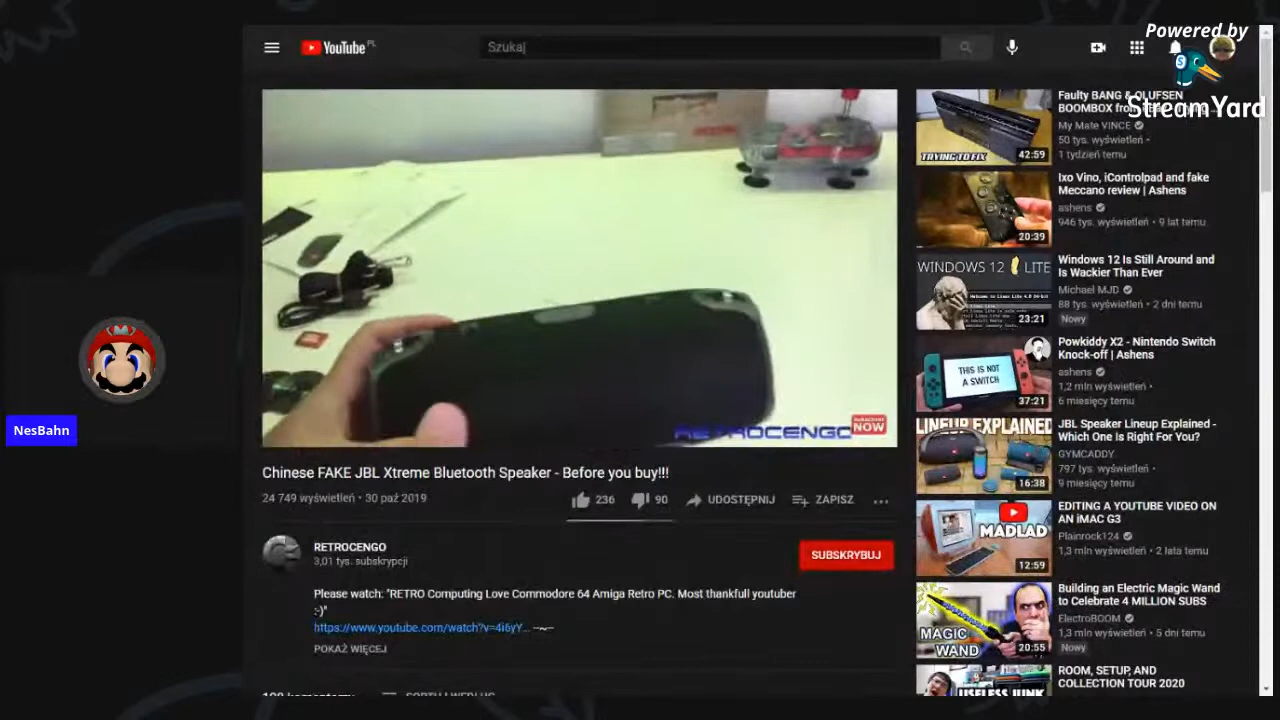 Powered by
StreamYard
YouTube PL
Szukaj
RETROCENGO
SUBSCRIBE NOW
Chinese FAKE JBL Xtreme Bluetooth Speaker - Before you buy!!!
24 749 wyświetleń • 30 paź 2019
236
90
UDOSTĘPNIJ
ZAPISZ
RETROCENGO
3,01 tys. subskrypcji
SUBSKRYBUJ
Please watch: "RETRO Computing Love Commodore 64 Amiga Retro PC. Most thankfull youtuber
:-)"
https://www.youtube.com/watch?v=4i6yY... --~--
POKAŻ WIĘCEJ
SORTUJ WEDŁUG
NesBahn
TRYING TO FIX
42:59
Faulty BANG & OLUFSEN
BOOMBOX from
My Mate VINCE
50 tys. wyświetleń •
1 tydzień temu
20:39
Ixo Vino, iControlpad and fake
Meccano review | Ashens
ashens
946 tys. wyświetleń • 9 lat temu
WINDOWS 12 LITE
23:21
Windows 12 Is Still Around and
Is Wackier Than Ever
Michael MJD
88 tys. wyświetleń • 2 dni temu
Nowy
THIS IS NOT
A SWITCH
37:21
Powkiddy X2 - Nintendo Switch
Knock-off | Ashens
ashens
1,2 mln wyświetleń •
6 miesięcy temu
LINEUP EXPLAINED
16:38
JBL Speaker Lineup Explained -
Which One Is Right For You?
GYMCADDY
797 tys. wyświetleń •
9 miesięcy temu
MADLAD
12:59
EDITING A YOUTUBE VIDEO ON
AN iMAC G3
Plainrock124
1,3 mln wyświetleń • 2 lata temu
MAGIC
WAND
20:55
Building an Electric Magic Wand
to Celebrate 4 MILLION SUBS
ElectroBOOM
1,3 mln wyświetleń • 5 dni temu
Nowy
USELESS JUNK
ROOM, SETUP, AND
COLLECTION TOUR 2020